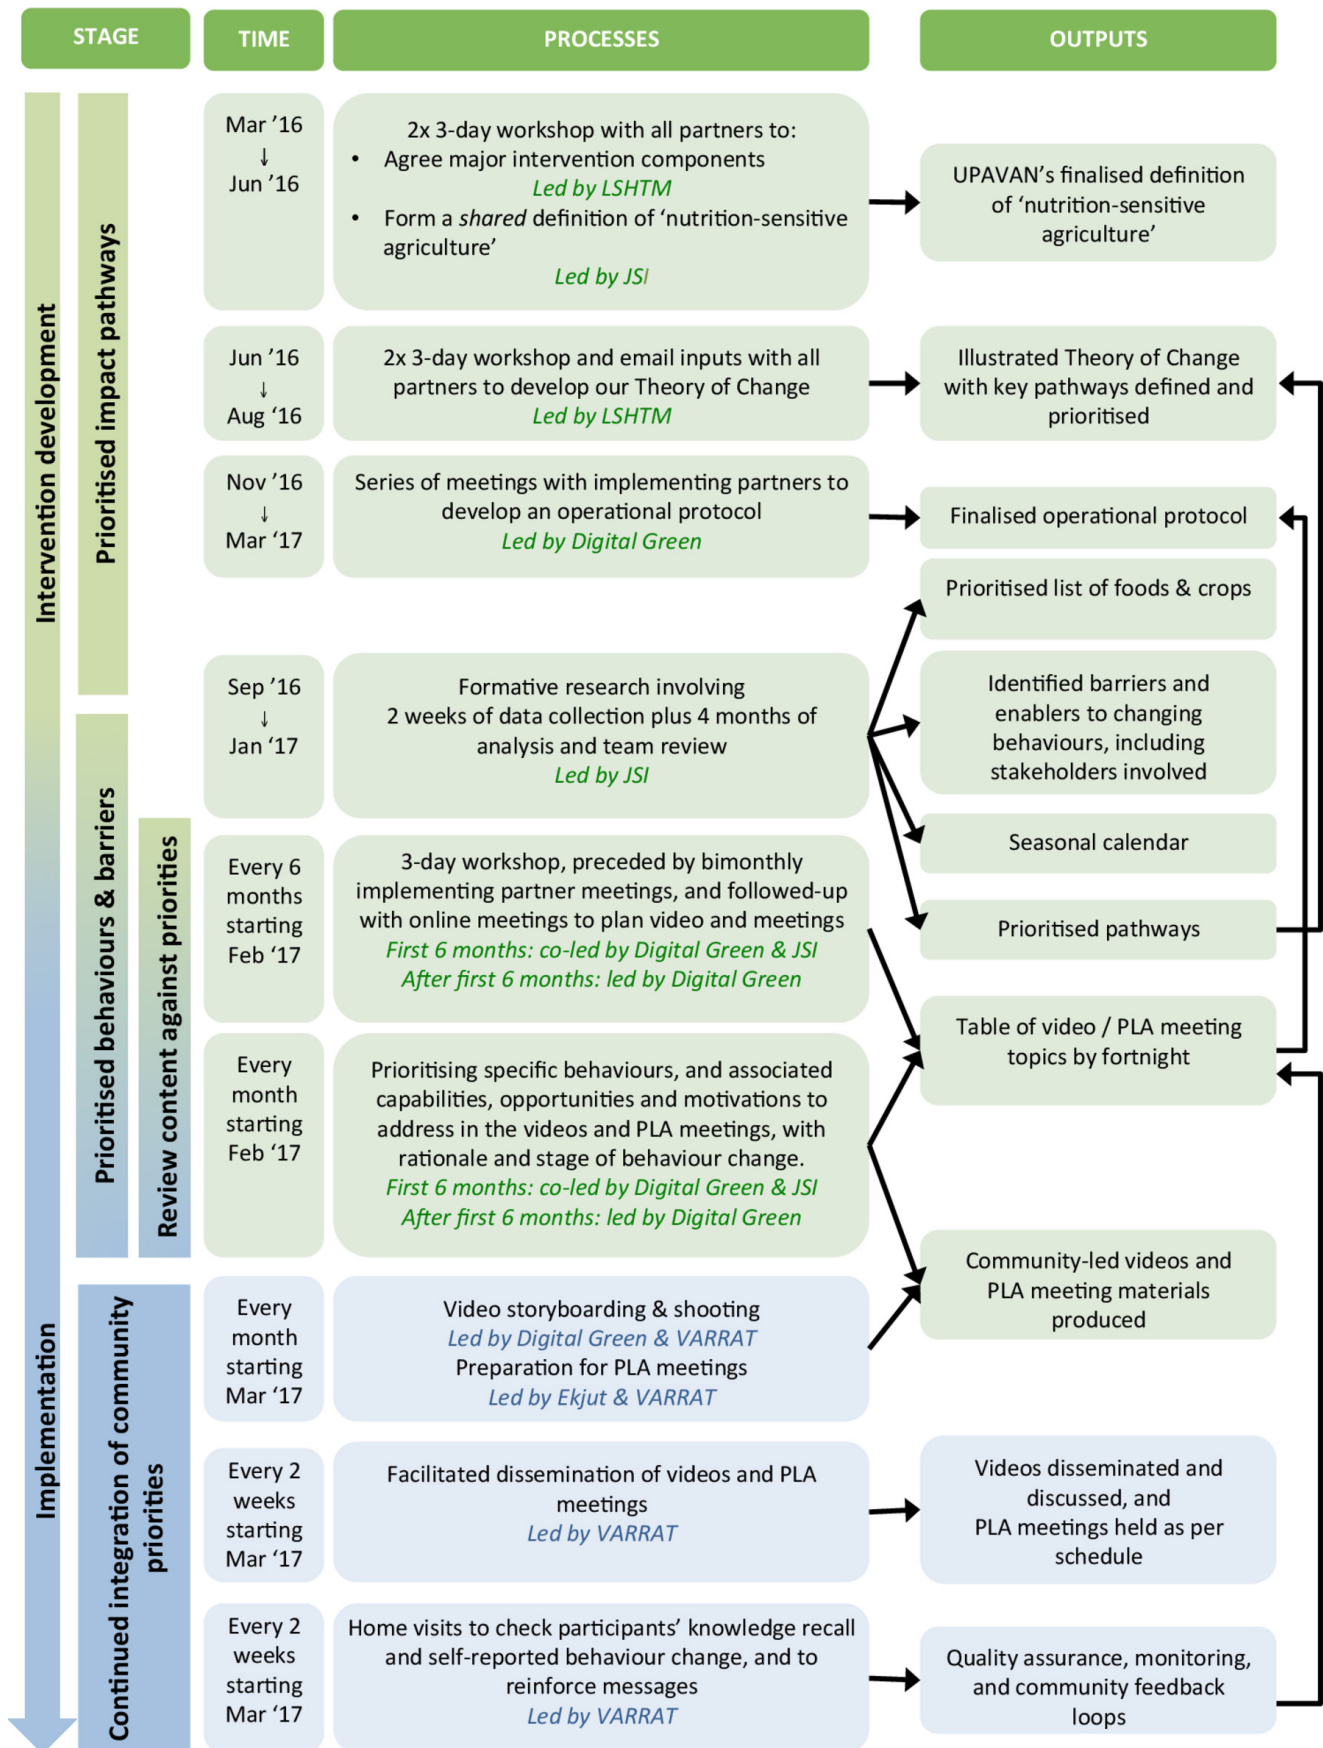 STAGE
TIME
PROCESSES
OUTPUTS
Intervention development
Implementation
Prioritised impact pathways
Prioritised behaviours & barriers
Review content against priorities
Continued integration of community
priorities
Mar ’16
↓
Jun ’16
2x 3-day workshop with all partners to:
• Agree major intervention components
Led by LSHTM
• Form a shared definition of ‘nutrition-sensitive
agriculture’
Led by JSI
UPAVAN’s finalised definition
of ‘nutrition-sensitive
agriculture’
Jun ’16
↓
Aug ‘16
2x 3-day workshop and email inputs with all
partners to develop our Theory of Change
Led by LSHTM
Illustrated Theory of Change
with key pathways defined and
prioritised
Nov ’16
↓
Mar ’17
Series of meetings with implementing partners to
develop an operational protocol
Led by Digital Green
Finalised operational protocol
Sep ’16
↓
Jan ’17
Formative research involving
2 weeks of data collection plus 4 months of
analysis and team review
Led by JSI
Prioritised list of foods & crops
Identified barriers and
enablers to changing
behaviours, including
stakeholders involved
Seasonal calendar
Prioritised pathways
Every 6
months
starting
Feb ’17
3-day workshop, preceded by bimonthly
implementing partner meetings, and followed-up
with online meetings to plan video and meetings
First 6 months: co-led by Digital Green & JSI
After first 6 months: led by Digital Green
Table of video / PLA meeting
topics by fortnight
Every
month
starting
Feb ‘17
Prioritising specific behaviours, and associated
capabilities, opportunities and motivations to
address in the videos and PLA meetings, with
rationale and stage of behaviour change.
First 6 months: co-led by Digital Green & JSI
After first 6 months: led by Digital Green
Community-led videos and
PLA meeting materials
produced
Every
month
starting
Mar ‘17
Video storyboarding & shooting
Led by Digital Green & VARRAT
Preparation for PLA meetings
Led by Ekjut & VARRAT
Every 2
weeks
starting
Mar ‘17
Facilitated dissemination of videos and PLA
meetings
Led by VARRAT
Videos disseminated and
discussed, and
PLA meetings held as per
schedule
Every 2
weeks
starting
Mar ‘17
Home visits to check participants’ knowledge recall
and self-reported behaviour change, and to
reinforce messages
Led by VARRAT
Quality assurance, monitoring,
and community feedback
loops